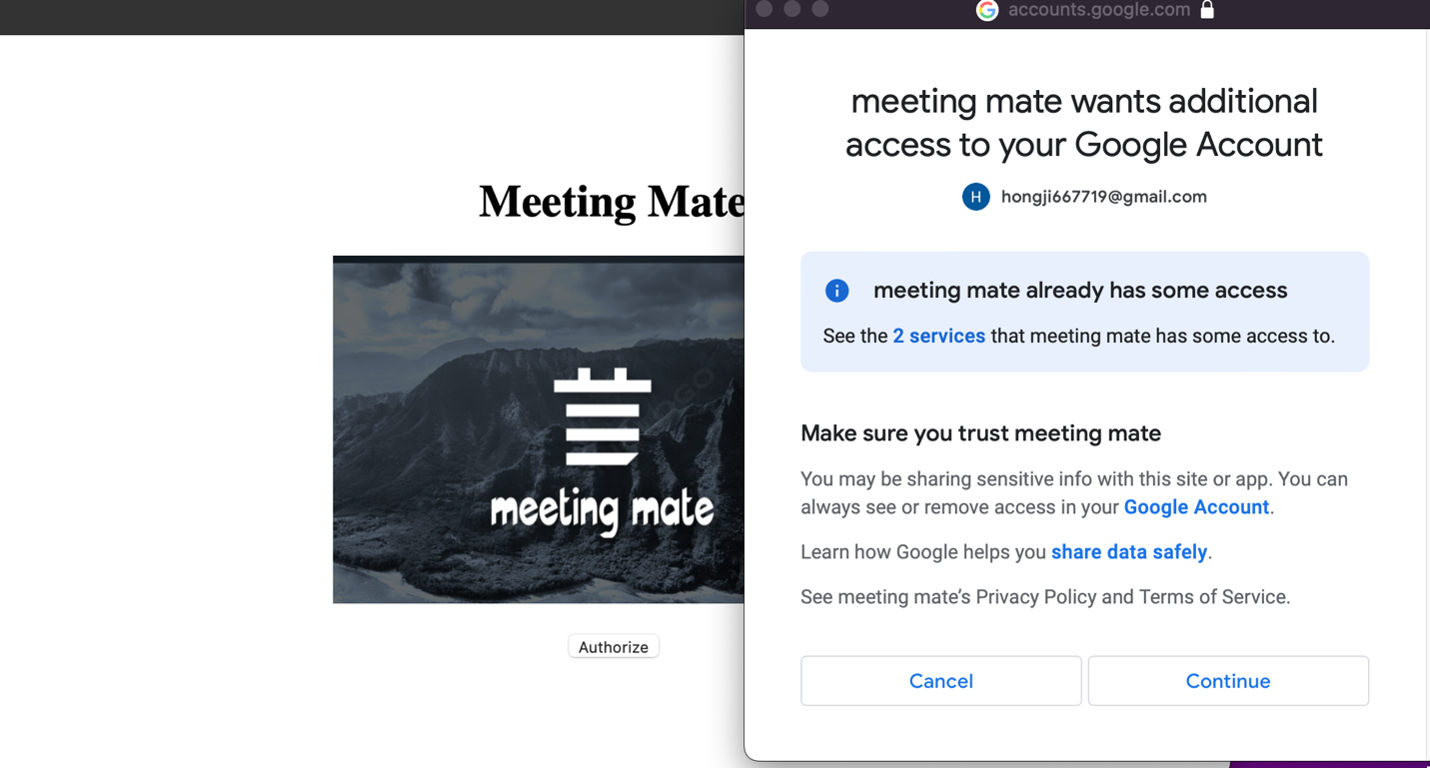 accounts.google.com
meeting mate wants additional
access to your Google Account
H hongji667719@gmail.com
meeting mate already has some access
See the 2 services that meeting mate has some access to.
Make sure you trust meeting mate
You may be sharing sensitive info with this site or app. You can
always see or remove access in your Google Account.
Learn how Google helps you share data safely.
See meeting mate’s Privacy Policy and Terms of Service.
Cancel
Continue
Meeting Mate
meeting mate
Authorize